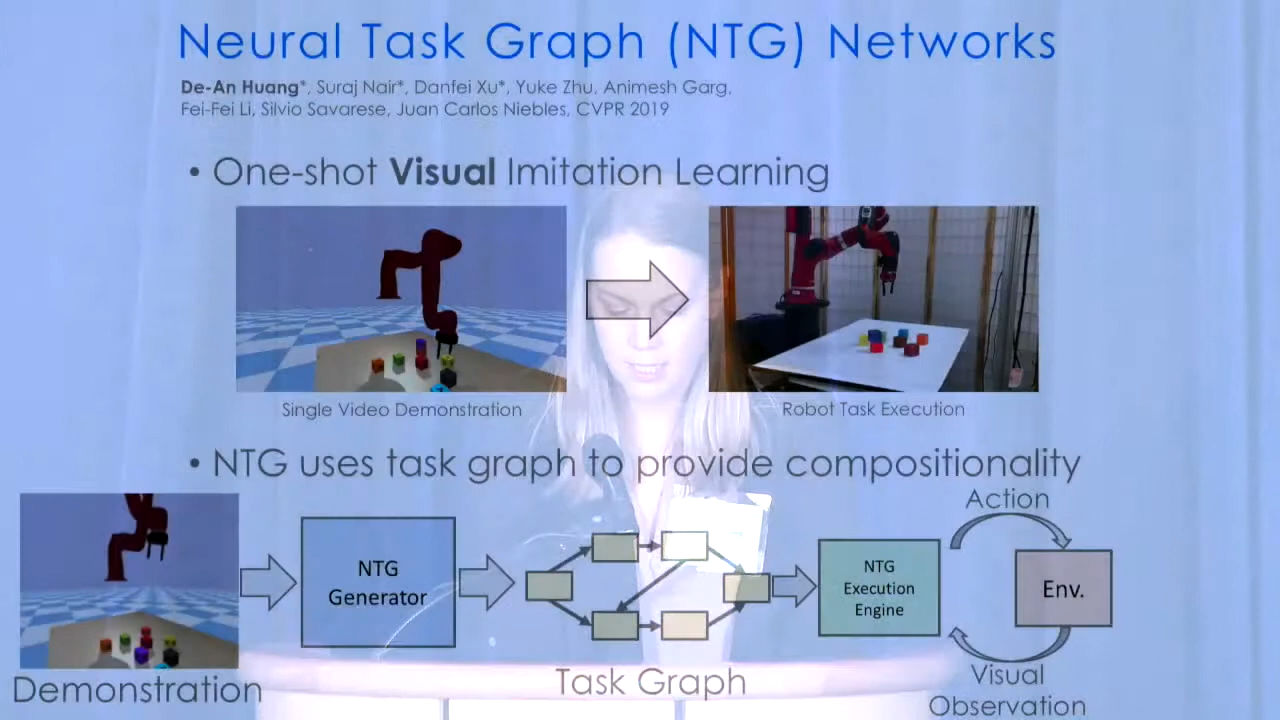 Neural Task Graph (NTG) Networks
De-An Huang*, Suraj Nair*, Danfei Xu*, Yuke Zhu, Animesh Garg,
Fei-Fei Li, Silvio Savarese, Juan Carlos Niebles, CVPR 2019
• One-shot Visual Imitation Learning
Single Video Demonstration
Robot Task Execution
• NTG uses task graph to provide compositionality
Demonstration
NTG
Generator
Task Graph
NTG
Execution
Engine
Action
Env.
Visual
Observation